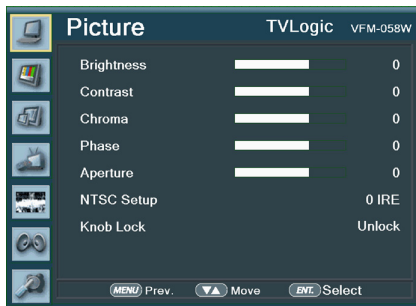 Picture TVLogic VFM-058W
Brightness 0
Contrast 0
Chroma 0
Phase 0
Aperture 0
NTSC Setup 0 IRE
Knob Lock Unlock
MENU Prev. ▼▲ Move ENT. Select